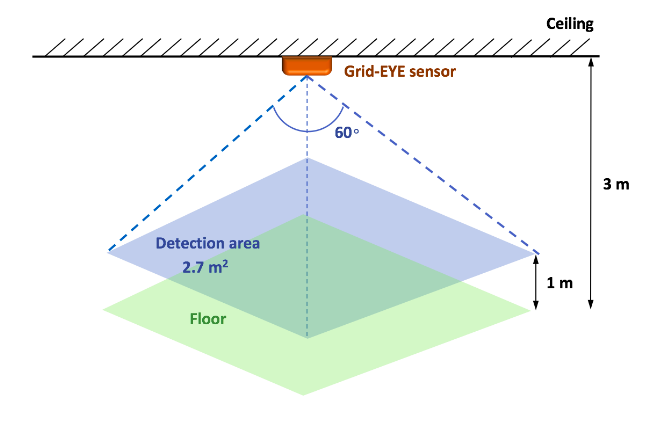 Ceiling
Grid-EYE sensor
60°
3 m
Detection area
2.7 m²
1 m
Floor